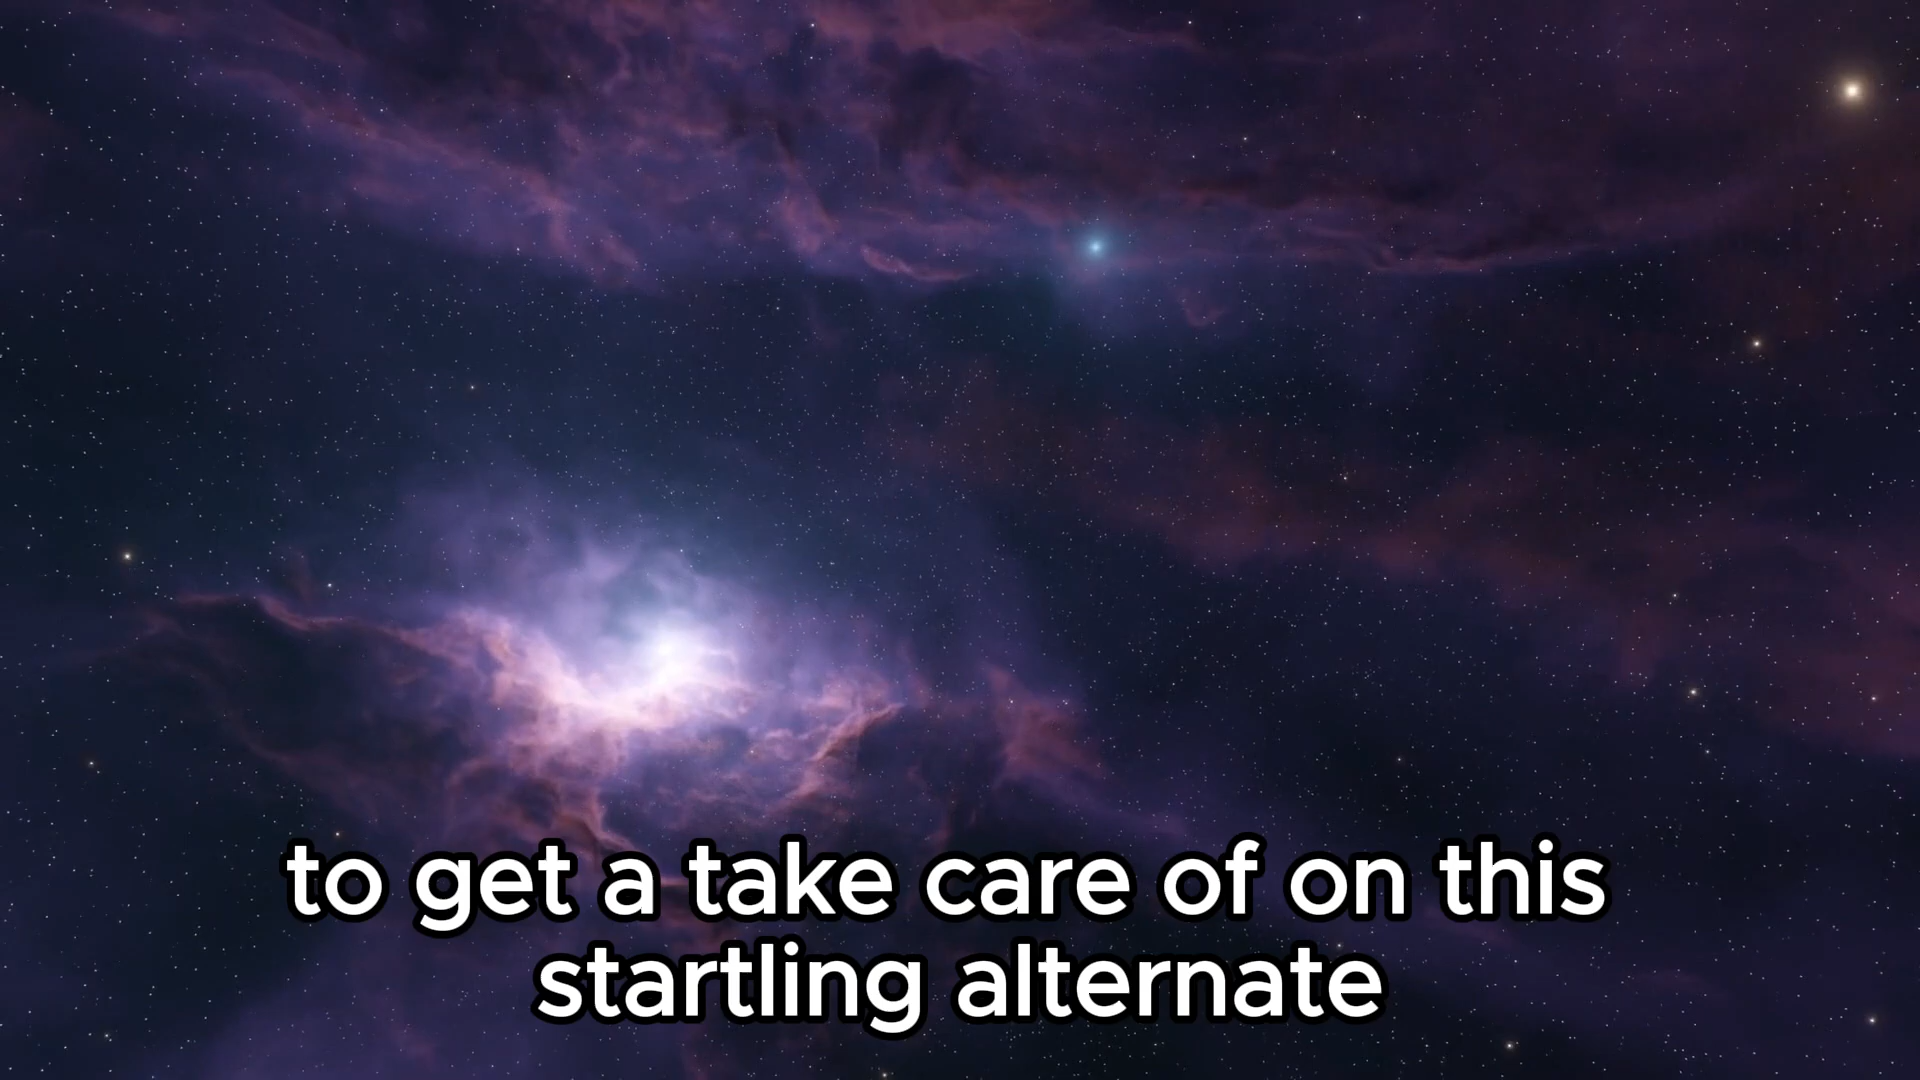 to get a take care of on this
startling alternate